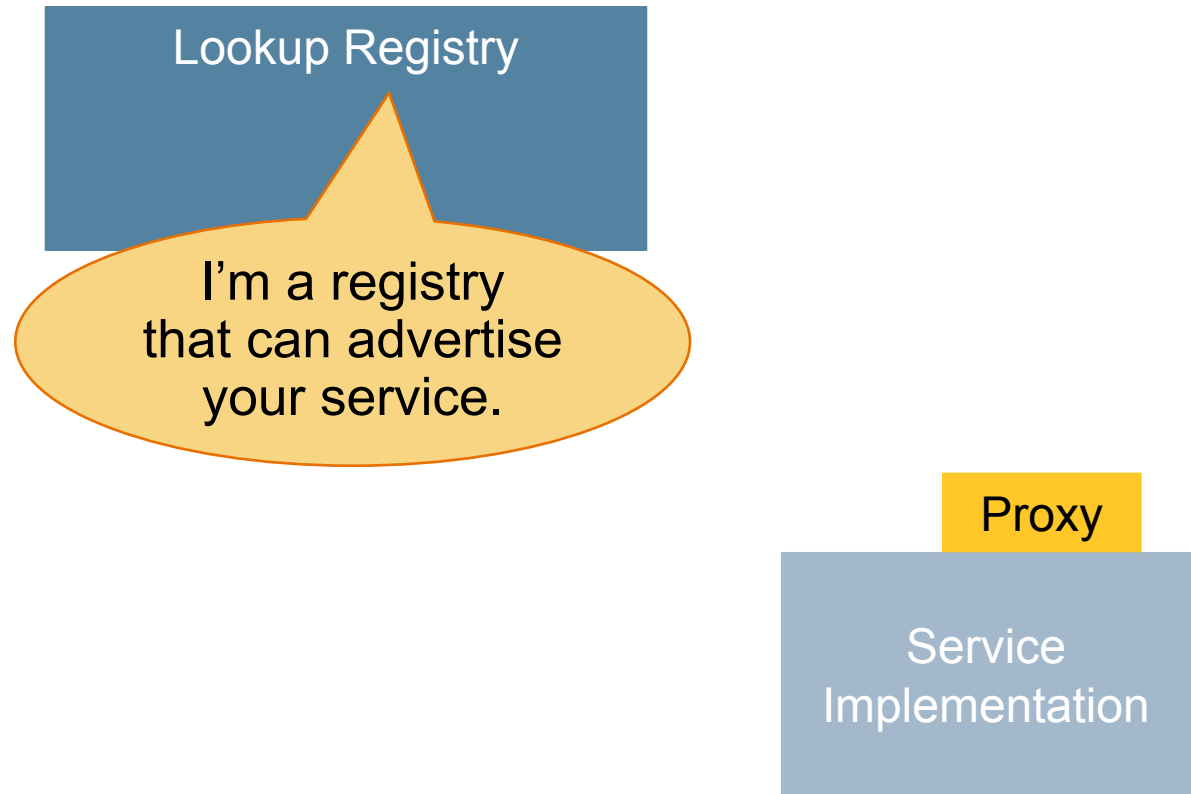 Lookup Registry
I’m a registry
that can advertise
your service.
Proxy
Service
Implementation